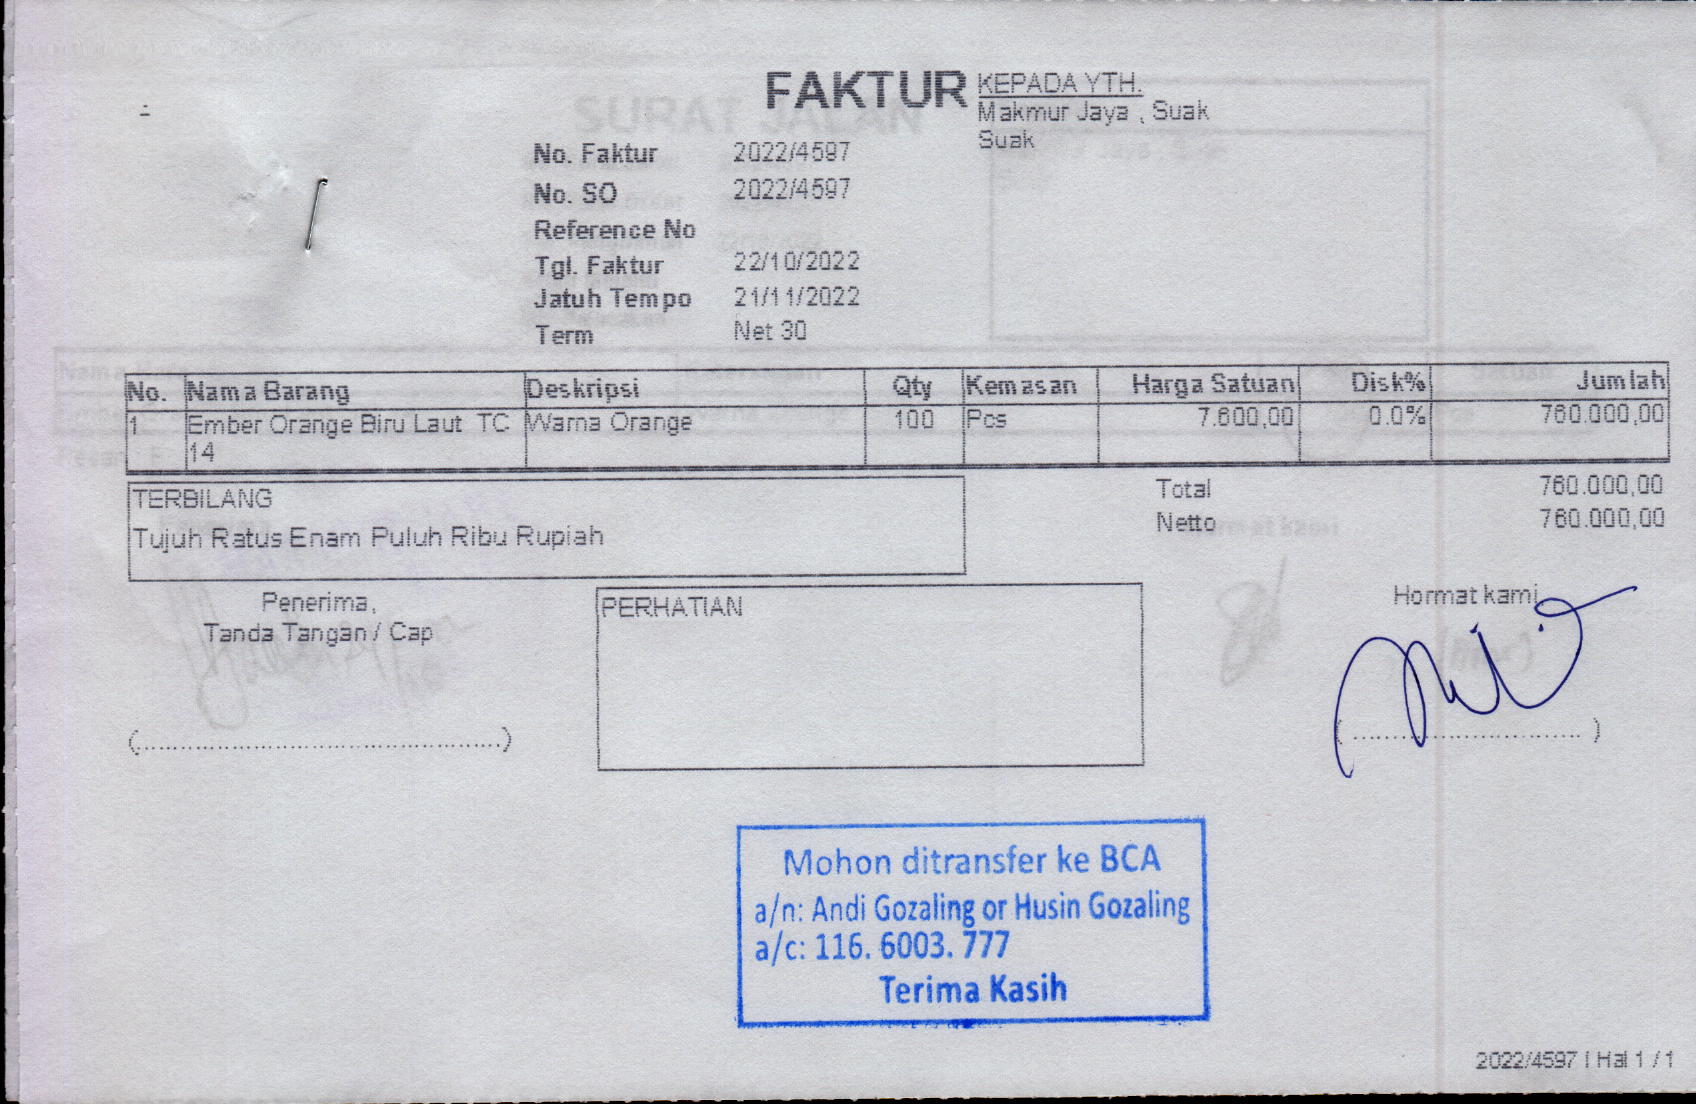 FAKTUR
KEPADA YTH.
Makmur Jaya , Suak
Suak
No. Faktur 2022/4597
No. SO 2022/4597
Reference No
Tgl. Faktur 22/10/2022
Jatuh Tempo 21/11/2022
Term Net 30
No. Nama Barang Deskripsi Qty Kemasan Harga Satuan Disk% Jumlah
1 Ember Orange Biru Laut TC Warna Orange 100 Pcs 7.600,00 0.0% 760.000,00
14
TERBILANG
Tujuh Ratus Enam Puluh Ribu Rupiah
Total 760.000,00
Netto 760.000,00
Penerima,
Tanda Tangan / Cap
(.................................................)
PERHATIAN
Hormat kami
(............................... )
Mohon ditransfer ke BCA
a/n: Andi Gozaling or Husin Gozaling
a/c: 116. 6003. 777
Terima Kasih
2022/4597 | Hal 1 / 1
SURAT JALAN